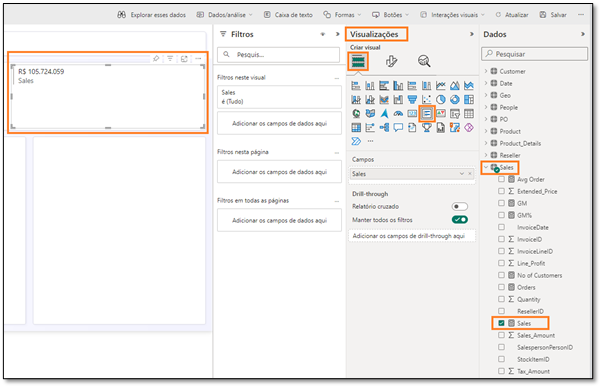 Explorar esses dados
Dados/análise
Caixa de texto
Formas
Botões
Interações visuais
Atualizar
Salvar
R$ 105.724.059
Sales
Filtros
Pesquis...
Filtros neste visual
Sales
é (Tudo)
Adicionar os campos de dados aqui
Filtros nesta página
Adicionar os campos de dados aqui
Filtros em todas as páginas
Adicionar os campos de dados aqui
Visualizações
Criar visual
Campos
Sales
Drill-through
Relatório cruzado
Manter todos os filtros
Adicionar os campos de drill-through aqui
Dados
Pesquisar
Customer
Date
Geo
People
PO
Product
Product_Details
Reseller
Sales
Avg Order
Extended_Price
GM
GM%
InvoiceDate
InvoiceID
InvoiceLineID
Line_Profit
No of Customers
Orders
Quantity
ResellerID
Sales
Sales_Amount
SalespersonPersonID
StockItemID
Tax_Amount